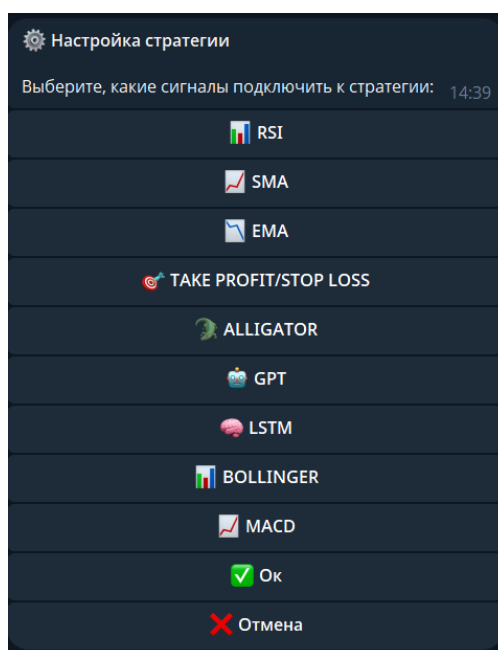 ⚙️ Настройка стратегии
Выберите, какие сигналы подключить к стратегии: 14:39
📊 RSI
📈 SMA
📉 EMA
🎯 TAKE PROFIT/STOP LOSS
🐊 ALLIGATOR
🤖 GPT
🧠 LSTM
📊 BOLLINGER
📈 MACD
✅ Ок
❌ Отмена